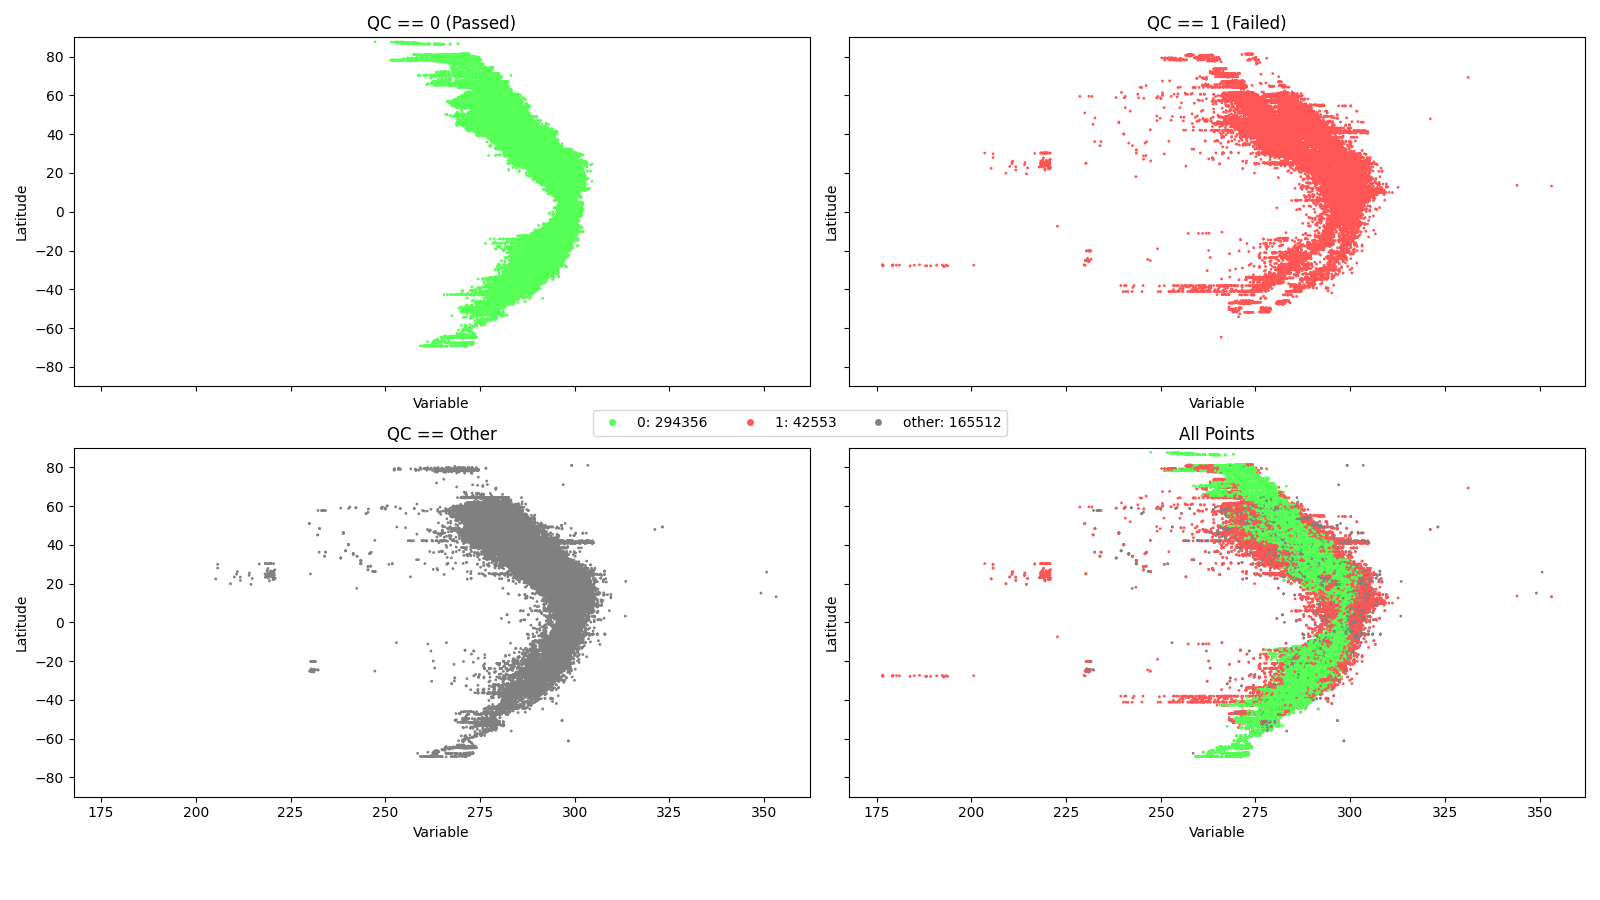 QC == 0 (Passed)
QC == 1 (Failed)
80
60
40
20
0
−20
−40
−60
−80
Latitude
Latitude
Variable
Variable
0: 294356
1: 42553
other: 165512
QC == Other
All Points
80
60
40
20
0
−20
−40
−60
−80
Latitude
Latitude
175
200
225
250
275
300
325
350
175
200
225
250
275
300
325
350
Variable
Variable